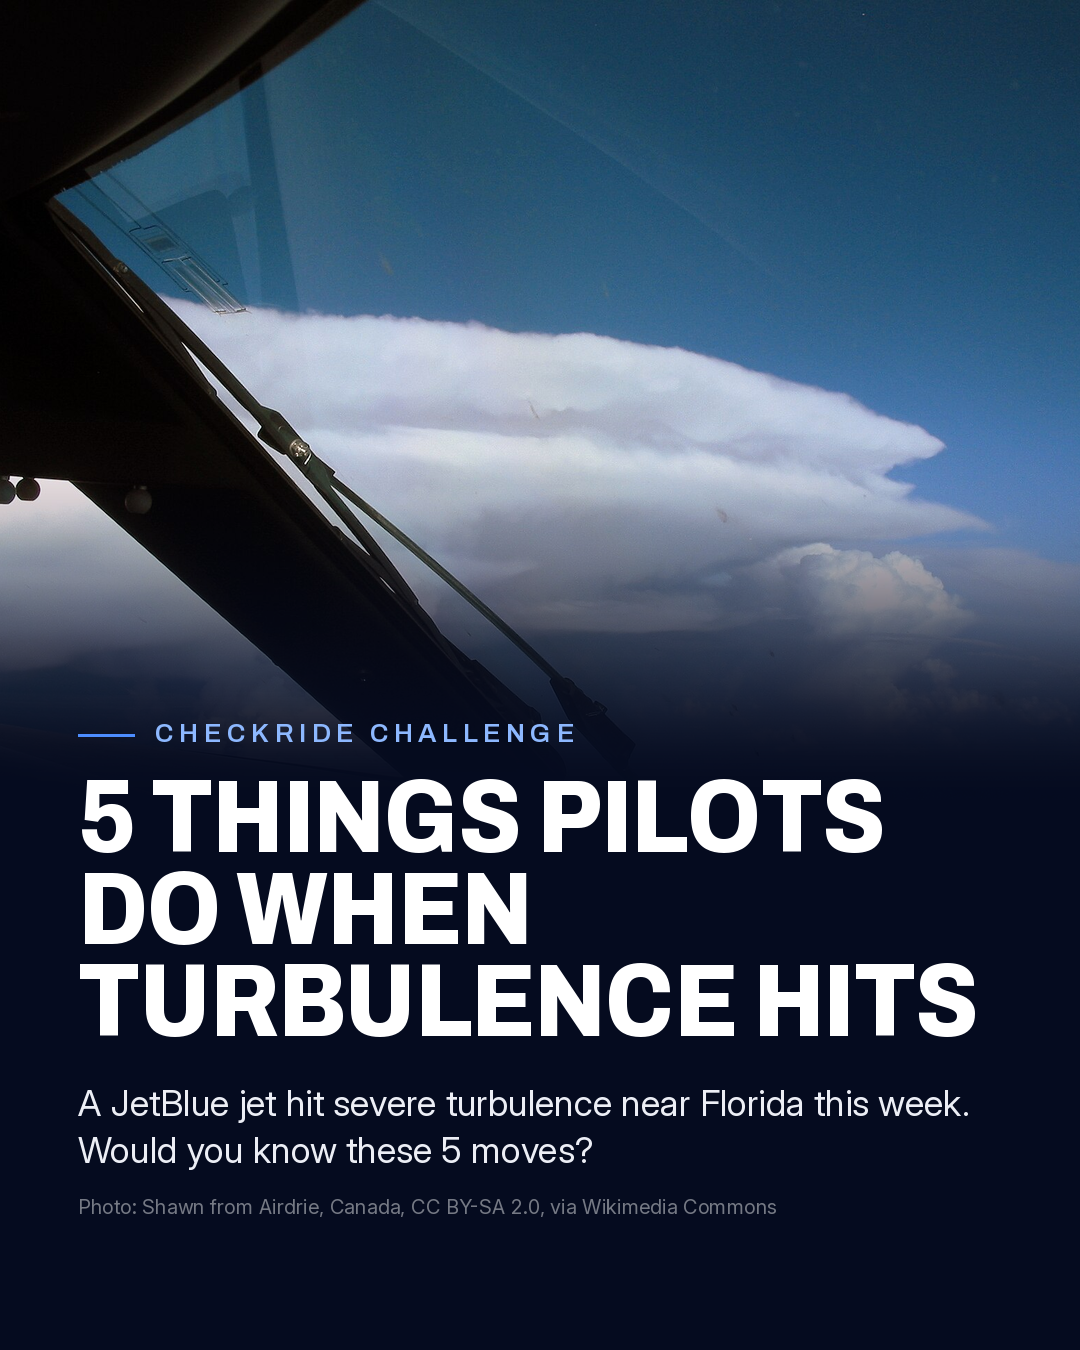 CHECKRIDE CHALLENGE
5 THINGS PILOTS
DO WHEN
TURBULENCE HITS
A JetBlue jet hit severe turbulence near Florida this week.
Would you know these 5 moves?
Photo: Shawn from Airdrie, Canada, CC BY-SA 2.0, via Wikimedia Commons